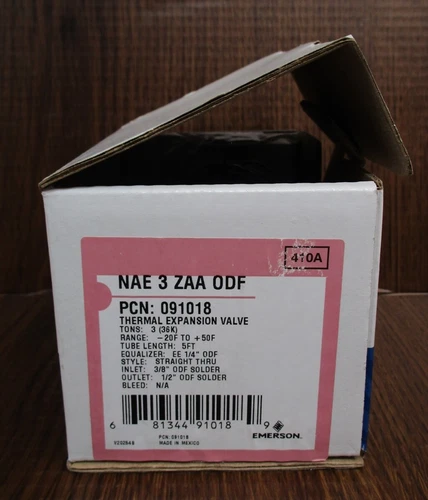 410A
NAE 3 ZAA ODF
PCN: 091018
THERMAL EXPANSION VALVE
TONS: 3 (36K)
RANGE: -20F TO +50F
TUBE LENGTH: 5FT
EQUALIZER: EE 1/4" ODF
STYLE: STRAIGHT THRU
INLET: 3/8" ODF SOLDER
OUTLET: 1/2" ODF SOLDER
BLEED: N/A
6 81344 91018 9
PCN: 091018
MADE IN MEXICO
EMERSON.